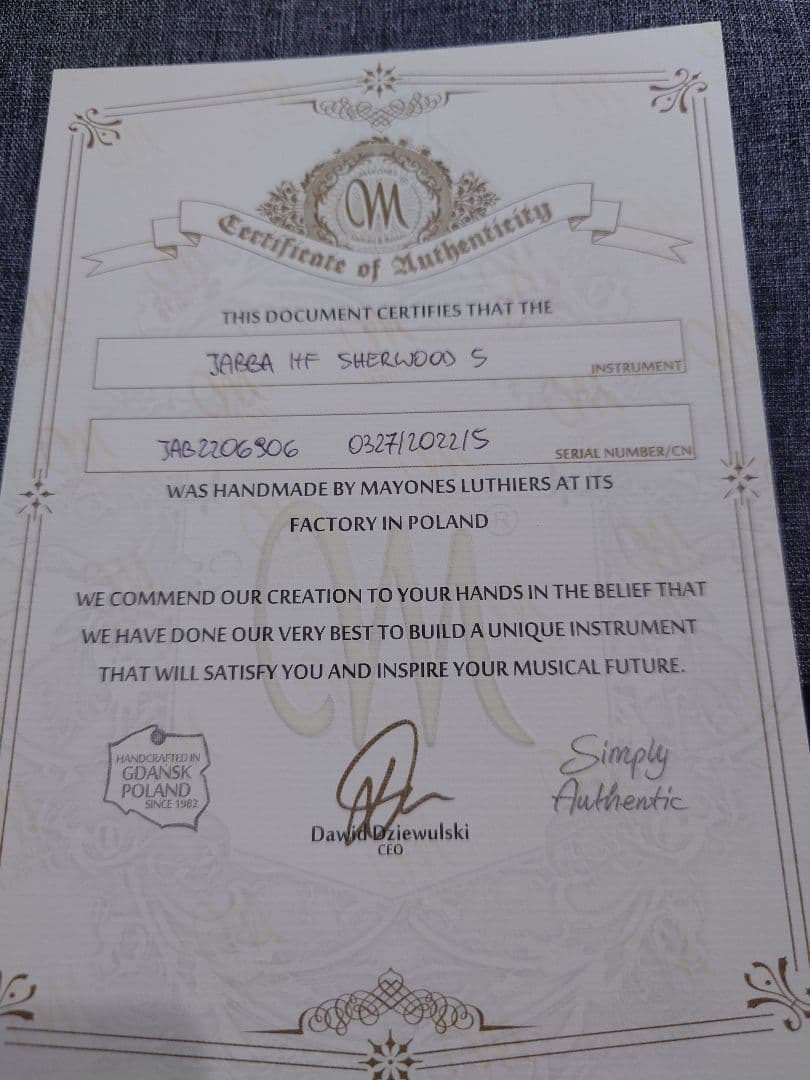 MAYONES
M
Certificate of Authenticity
THIS DOCUMENT CERTIFIES THAT THE
JABBA HF SHERWOOD 5
INSTRUMENT
JAB2206906 0327/2022/5
SERIAL NUMBER/CN
WAS HANDMADE BY MAYONES LUTHIERS AT ITS
FACTORY IN POLAND
WE COMMEND OUR CREATION TO YOUR HANDS IN THE BELIEF THAT
WE HAVE DONE OUR VERY BEST TO BUILD A UNIQUE INSTRUMENT
THAT WILL SATISFY YOU AND INSPIRE YOUR MUSICAL FUTURE.
HANDCRAFTED IN
GDAŃSK
POLAND
SINCE 1982
Dawid Dziewulski
CEO
Simply
Authentic